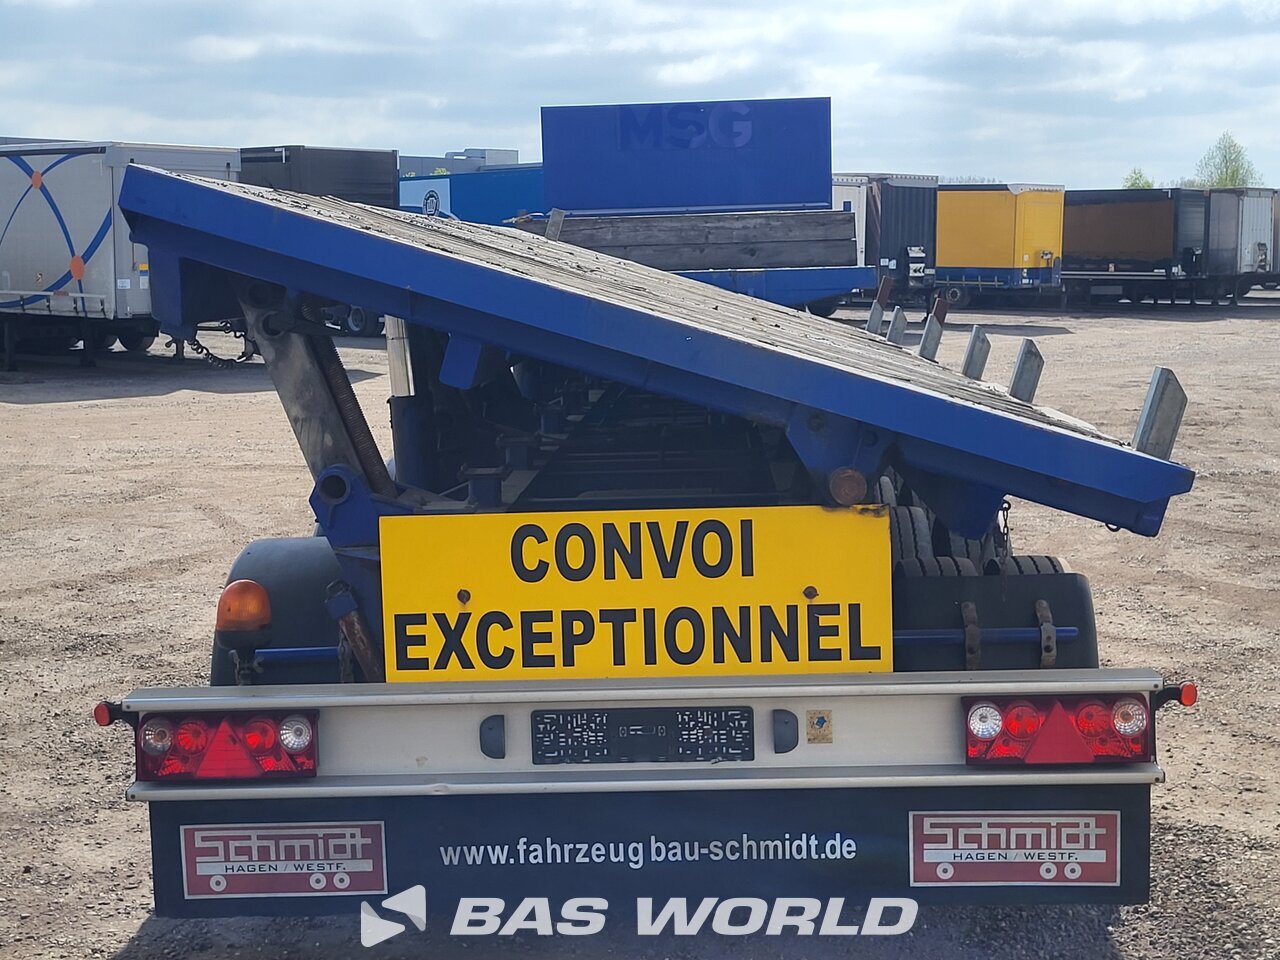 MSG
CONVOI
EXCEPTIONNEL
Schmidt
HAGEN / WESTF.
www.fahrzeugbau-schmidt.de
Schmidt
HAGEN / WESTF.
BAS WORLD